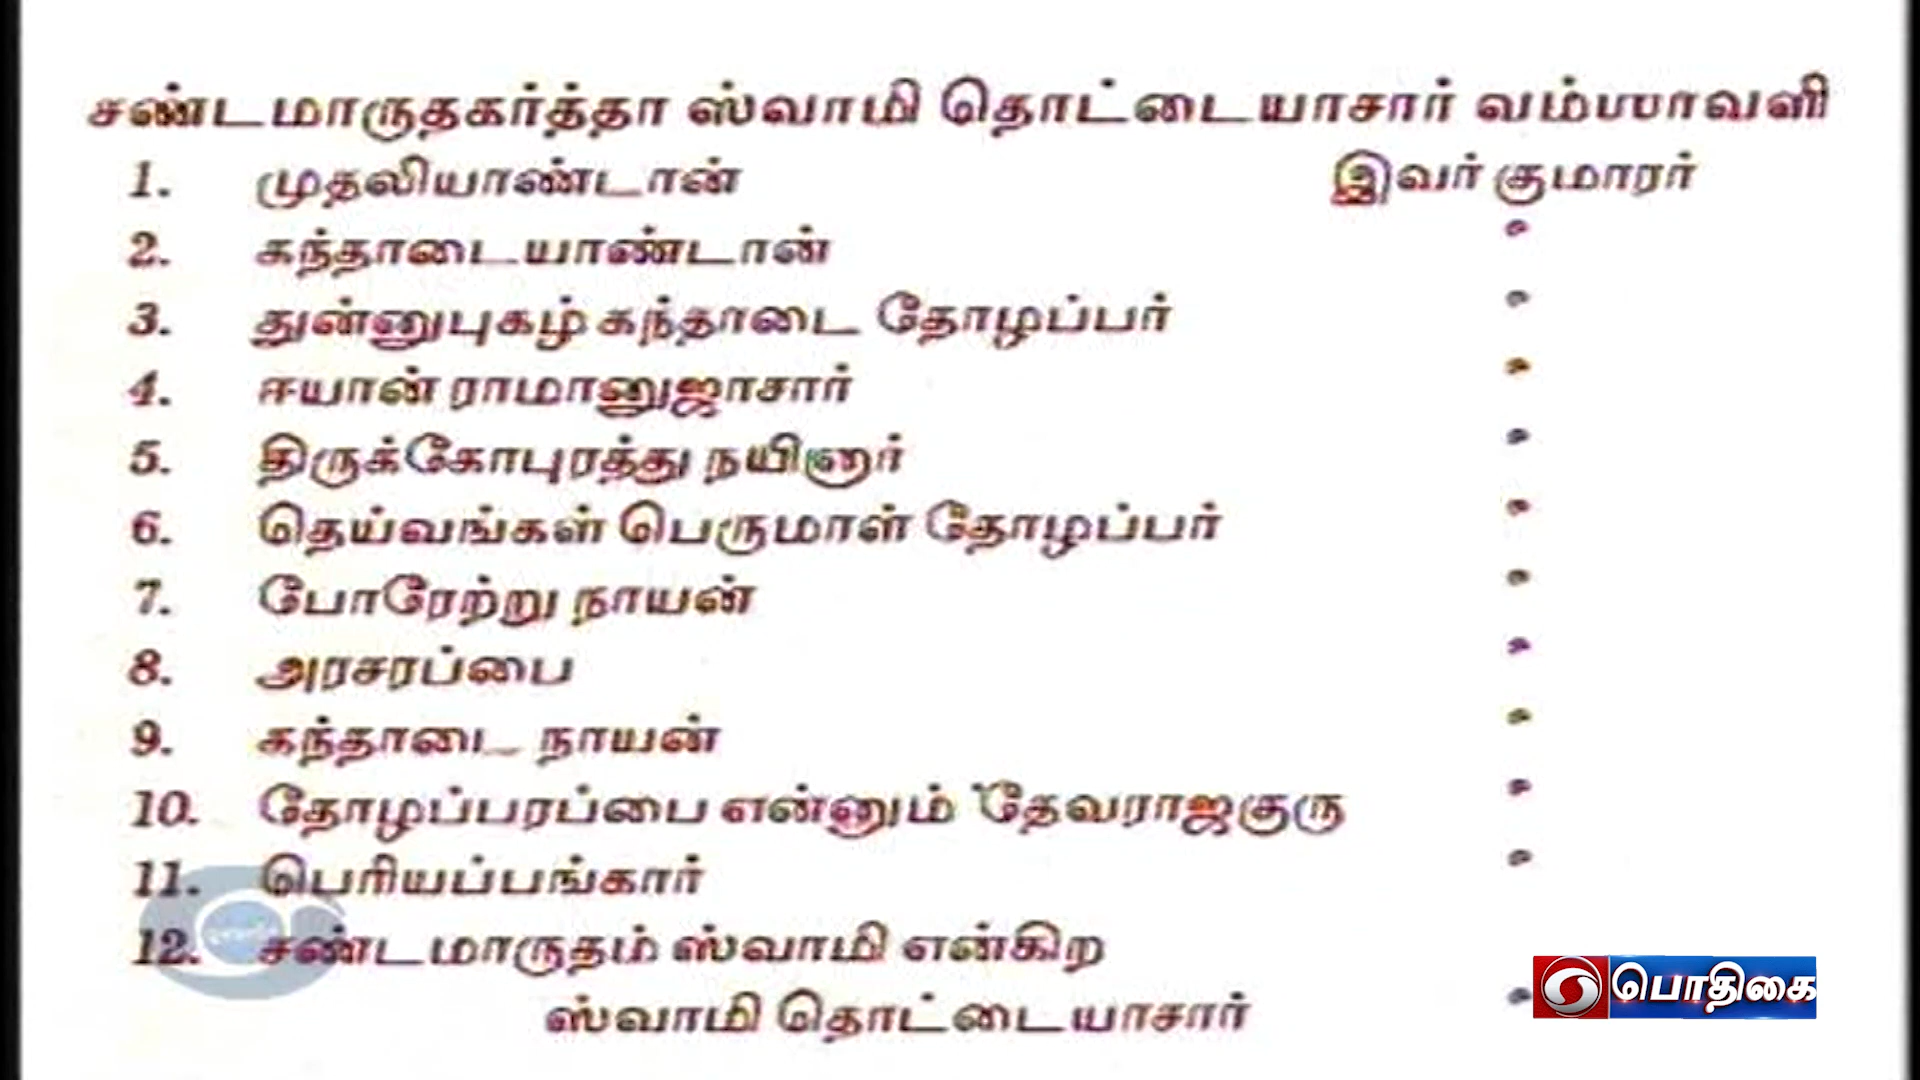 சண்டமாருதகர்த்தா ஸ்வாமி தொட்டையாசார் வம்ஶாவளி
1. முதலியாண்டான் இவர் குமாரர்
2. கந்தாடையாண்டான் "
3. துன்னுபுகழ் கந்தாடை தோழப்பர் "
4. ஈயான் ராமானுஜாசார் "
5. திருக்கோபுரத்து நயினார் "
6. தெய்வங்கள் பெருமாள் தோழப்பர் "
7. போரேற்று நாயன் "
8. அரசரப்பை "
9. கந்தாடை நாயன் "
10. தோழப்பரப்பை என்னும் தேவராஜகுரு "
11. பெரியப்பங்கார் "
12. சண்டமாருதம் ஸ்வாமி என்கிற
ஸ்வாமி தொட்டையாசார் "
பொதிகை